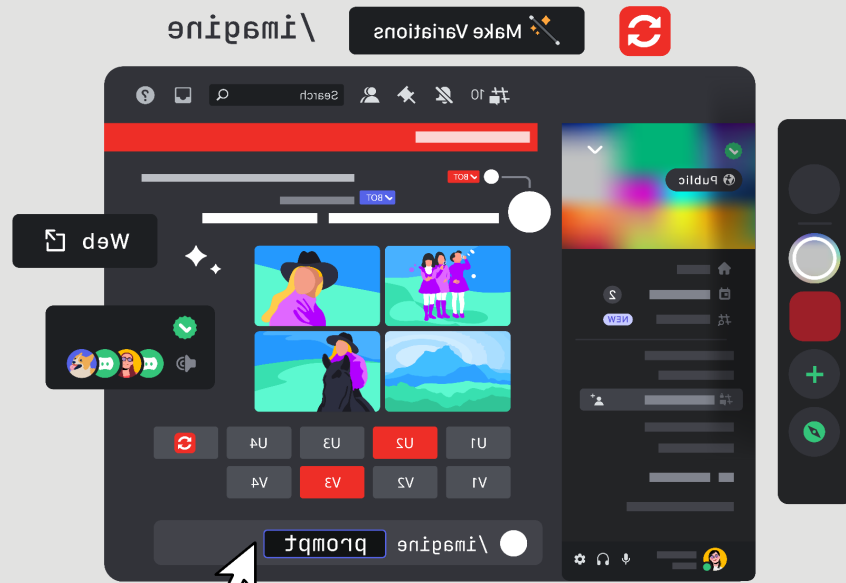 /imagine
Make Variations
10
Search
Public
BOT
BOT
Web
2
NEW
U1 U2 U3 U4
V1 V2 V3 V4
/imagine prompt